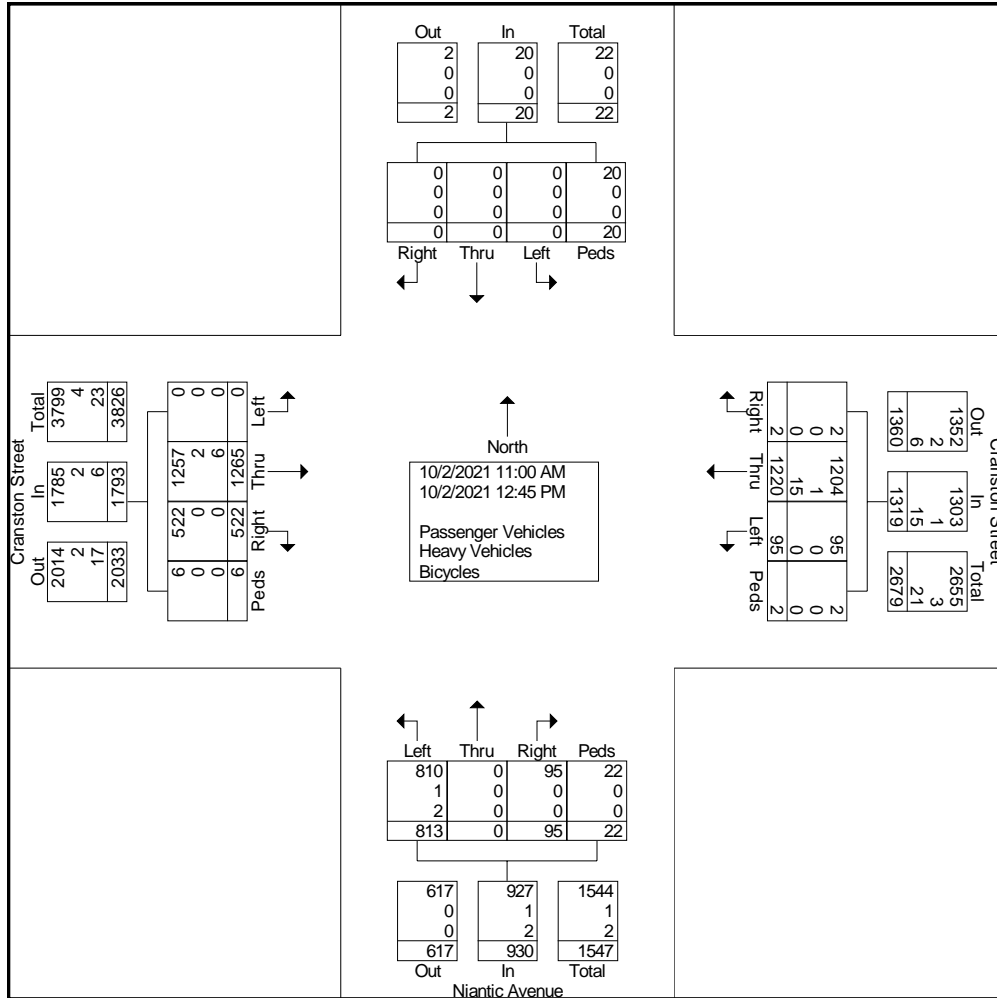 Out In Total
2 20 22
0 0 0
0 0 0
2 20 22
0 0 0 20
0 0 0 0
0 0 0 0
0 0 0 20
Right Thru Left Peds
Cranston Street
Total In Out
3799 1785 2014
4 2 2
23 6 17
3826 1793 2033
0 1257 522 6
0 2 0 0
0 6 0 0
0 1265 522 6
Left Thru Right Peds
North
10/2/2021 11:00 AM
10/2/2021 12:45 PM
Passenger Vehicles
Heavy Vehicles
Bicycles
Right Thru Left Peds
2 1204 95 2
0 1 0 0
0 15 0 0
2 1220 95 2
Cranston Street
Out In Total
1352 1303 2655
2 1 3
6 15 21
1360 1319 2679
Left Thru Right Peds
810 0 95 22
1 0 0 0
2 0 0 0
813 0 95 22
617 927 1544
0 1 1
0 2 2
617 930 1547
Out In Total
Niantic Avenue